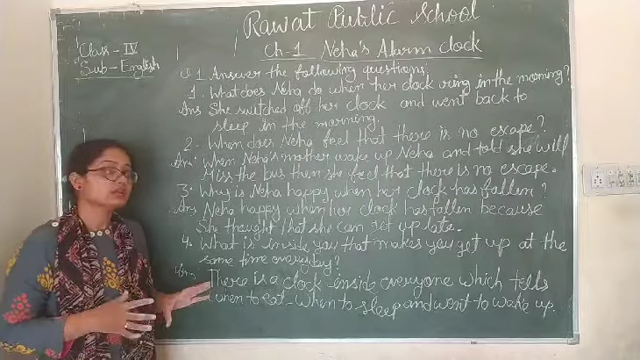 Rawat Public School
Class - IV
Sub - English
Ch-1 Neha's Alarm clock
Q1 Answer the following questions:
1. What does Neha do when her clock ring in the morning?
Ans She switched off her clock and went back to
sleep in the morning.
2. When does Neha feel that there is no escape?
Ans When Neha's mother wake up Neha and told she will
Miss the bus then she feel that there is no escape.
3. Why is Neha happy when her clock has fallen?
Ans Neha happy when her clock has fallen because
She thought that she can get up late.
4. What is inside you that makes you get up at the
same time everyday?
Ans There is a clock inside everyone which tells
when to eat - when to sleep and went to wake up.